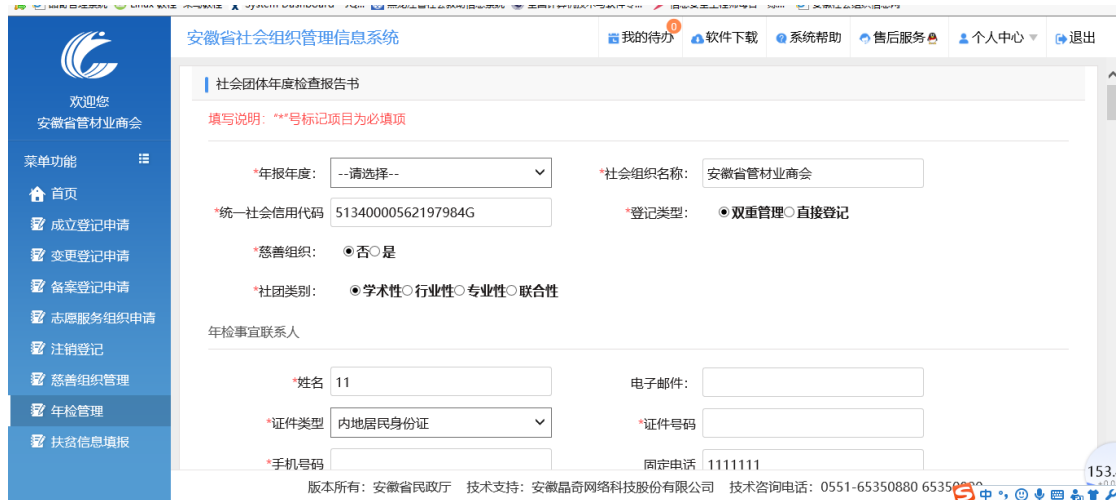 安徽省社会组织管理信息系统
我的待办 0 软件下载 系统帮助 售后服务 个人中心 退出
欢迎您
安徽省管材业商会
菜单功能
首页
成立登记申请
变更登记申请
备案登记申请
志愿服务组织申请
注销登记
慈善组织管理
年检管理
扶贫信息填报
社会团体年度检查报告书
填写说明："*"号标记项目为必填项
*年报年度： --请选择-- *社会组织名称： 安徽省管材业商会
*统一社会信用代码 51340000562197984G *登记类型： 双重管理 直接登记
*慈善组织： 否 是
*社团类别： 学术性 行业性 专业性 联合性
年检事宜联系人
*姓名 11 电子邮件：
*证件类型 内地居民身份证 *证件号码
*手机号码 固定电话 1111111
版本所有：安徽省民政厅 技术支持：安徽晶奇网络科技股份有限公司 技术咨询电话：0551-65350880
153.
中